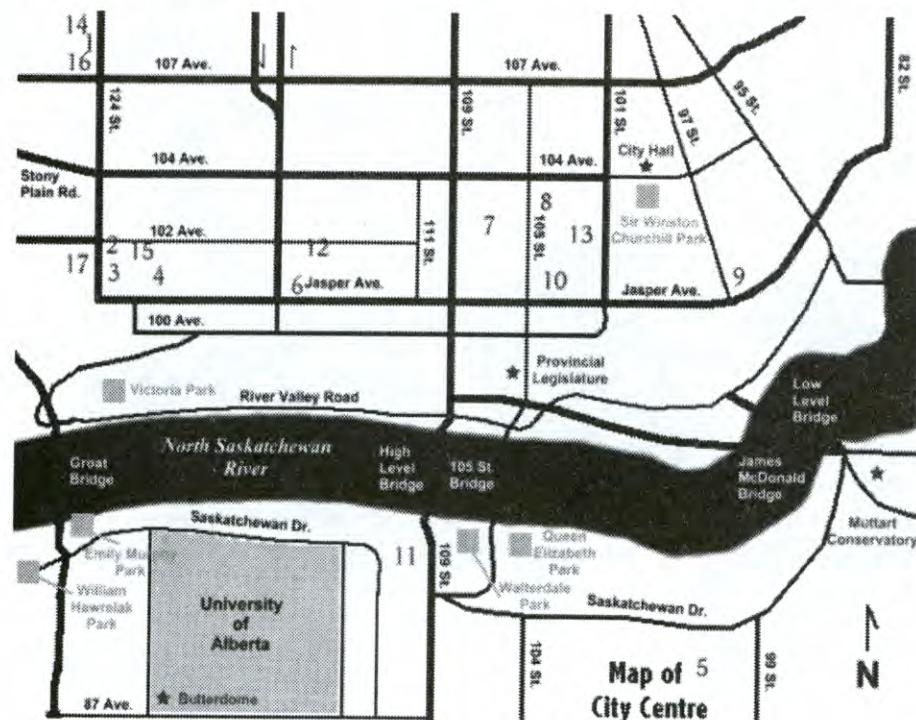 14
16
107 Ave.
107 Ave.
124 St.
109 St.
101 St.
97 St.
95 St.
82 St.
104 Ave.
104 Ave.
City Hall
Stony
Plain Rd.
Sir Winston
Churchill Park
102 Ave.
111 St.
105 St.
8
7
13
2
15
12
17
3
4
6
Jasper Ave.
10
Jasper Ave.
9
100 Ave.
Provincial
Legislature
Victoria Park
River Valley Road
Low
Level
Bridge
North Saskatchewan
River
Groat
Bridge
High
Level
Bridge
105 St.
Bridge
James
McDonald
Bridge
Muttart
Conservatory
Saskatchewan Dr.
Emily Murphy
Park
William
Hawrelak
Park
11
109 St.
Queen
Elizabeth
Park
Walterdale
Park
Saskatchewan Dr.
University
of
Alberta
87 Ave.
Butterdome
104 St.
Map of
City Centre
5
99 St.
N